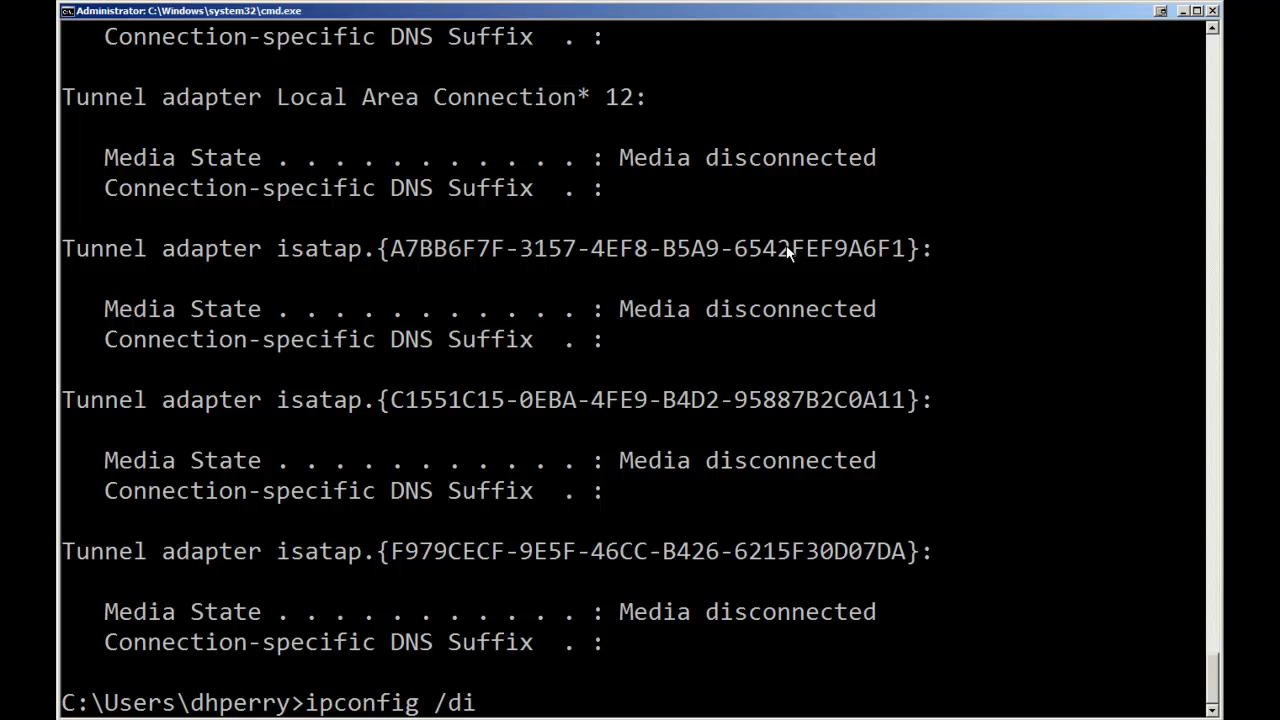 Administrator: C:\Windows\system32\cmd.exe
Connection-specific DNS Suffix  . :
Tunnel adapter Local Area Connection* 12:
Media State . . . . . . . . . . . : Media disconnected
Connection-specific DNS Suffix  . :
Tunnel adapter isatap.{A7BB6F7F-3157-4EF8-B5A9-6542FEF9A6F1}:
Media State . . . . . . . . . . . : Media disconnected
Connection-specific DNS Suffix  . :
Tunnel adapter isatap.{C1551C15-0EBA-4FE9-B4D2-95887B2C0A11}:
Media State . . . . . . . . . . . : Media disconnected
Connection-specific DNS Suffix  . :
Tunnel adapter isatap.{F979CECF-9E5F-46CC-B426-6215F30D07DA}:
Media State . . . . . . . . . . . : Media disconnected
Connection-specific DNS Suffix  . :
C:\Users\dhperry>ipconfig /di